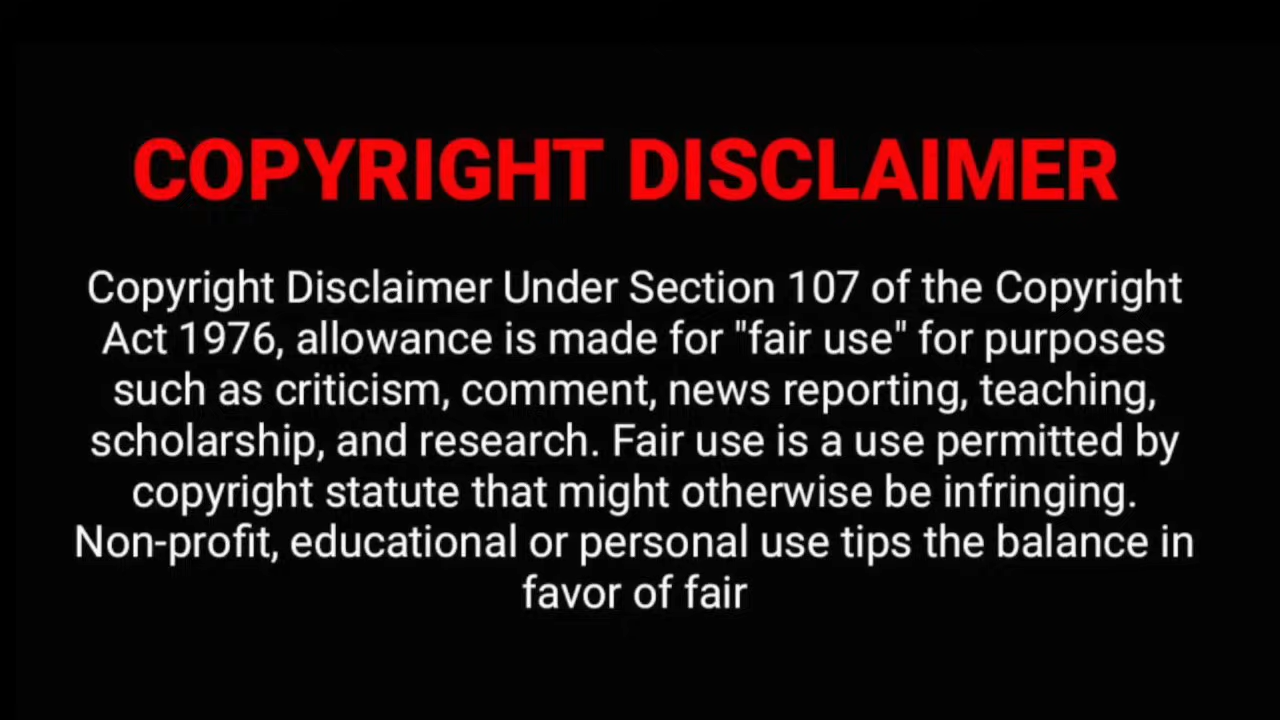 COPYRIGHT DISCLAIMER
Copyright Disclaimer Under Section 107 of the Copyright
Act 1976, allowance is made for "fair use" for purposes
such as criticism, comment, news reporting, teaching,
scholarship, and research. Fair use is a use permitted by
copyright statute that might otherwise be infringing.
Non-profit, educational or personal use tips the balance in
favor of fair